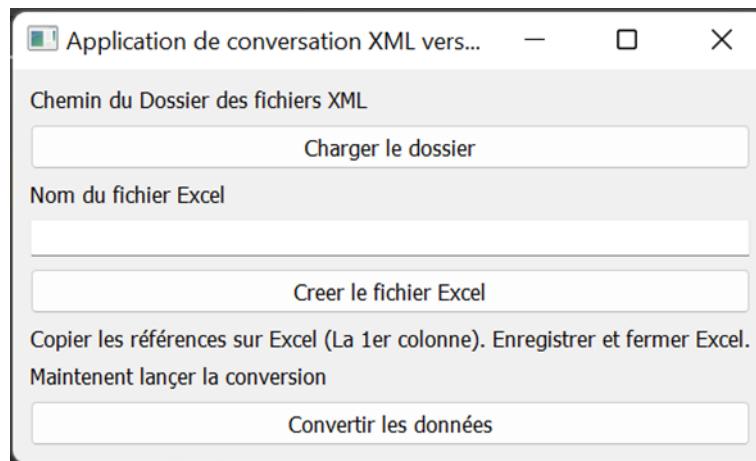 Application de conversation XML vers...
Chemin du Dossier des fichiers XML
Charger le dossier
Nom du fichier Excel
Creer le fichier Excel
Copier les références sur Excel (La 1er colonne). Enregistrer et fermer Excel.
Maintenent lançer la conversion
Convertir les données